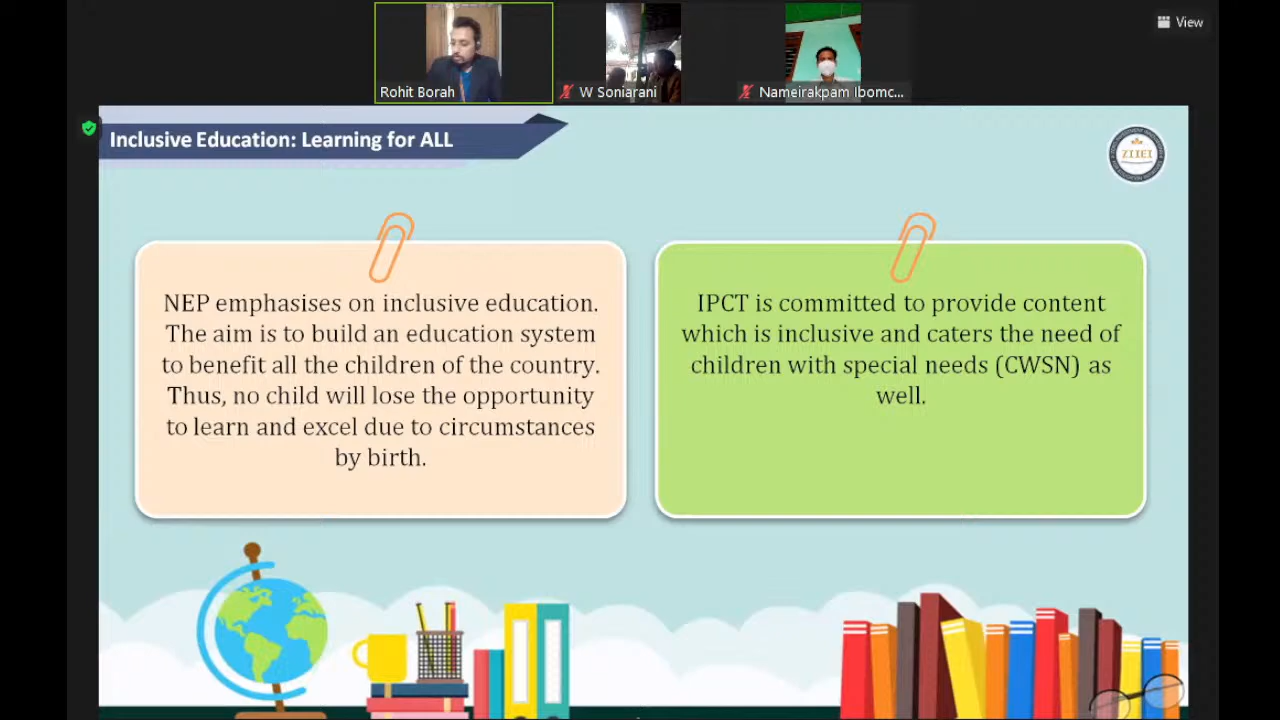 View
Rohit Borah
W Soniarani
Nameirakpam Ibomc...
Inclusive Education: Learning for ALL
ZIIEI
NEP emphasises on inclusive education.
The aim is to build an education system
to benefit all the children of the country.
Thus, no child will lose the opportunity
to learn and excel due to circumstances
by birth.
IPCT is committed to provide content
which is inclusive and caters the need of
children with special needs (CWSN) as
well.